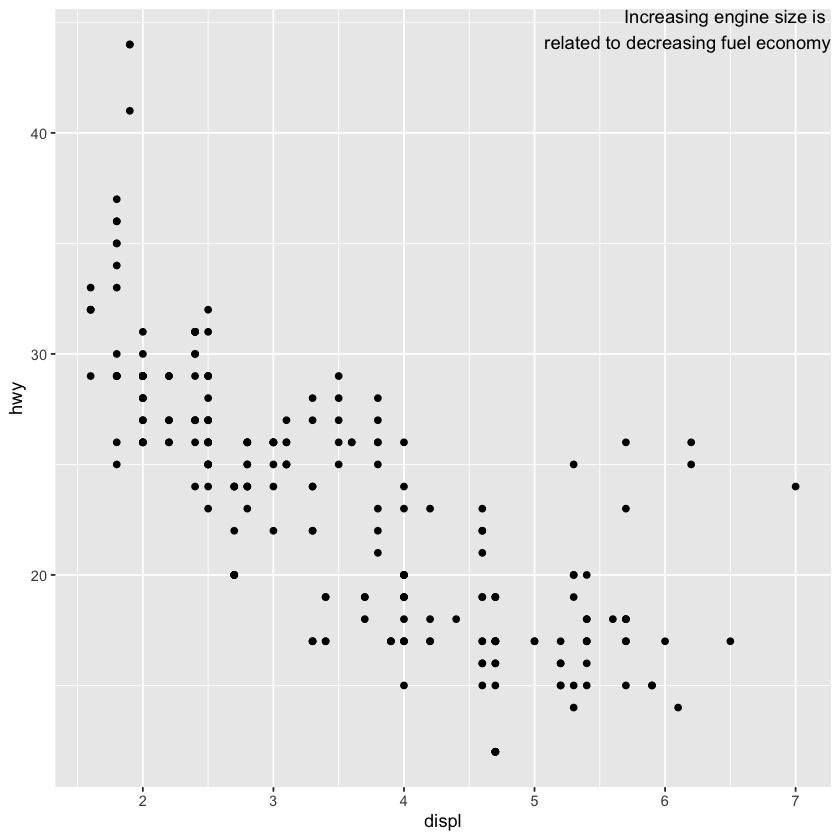 Increasing engine size is
related to decreasing fuel economy
40
30
20
hwy
2 3 4 5 6 7
displ